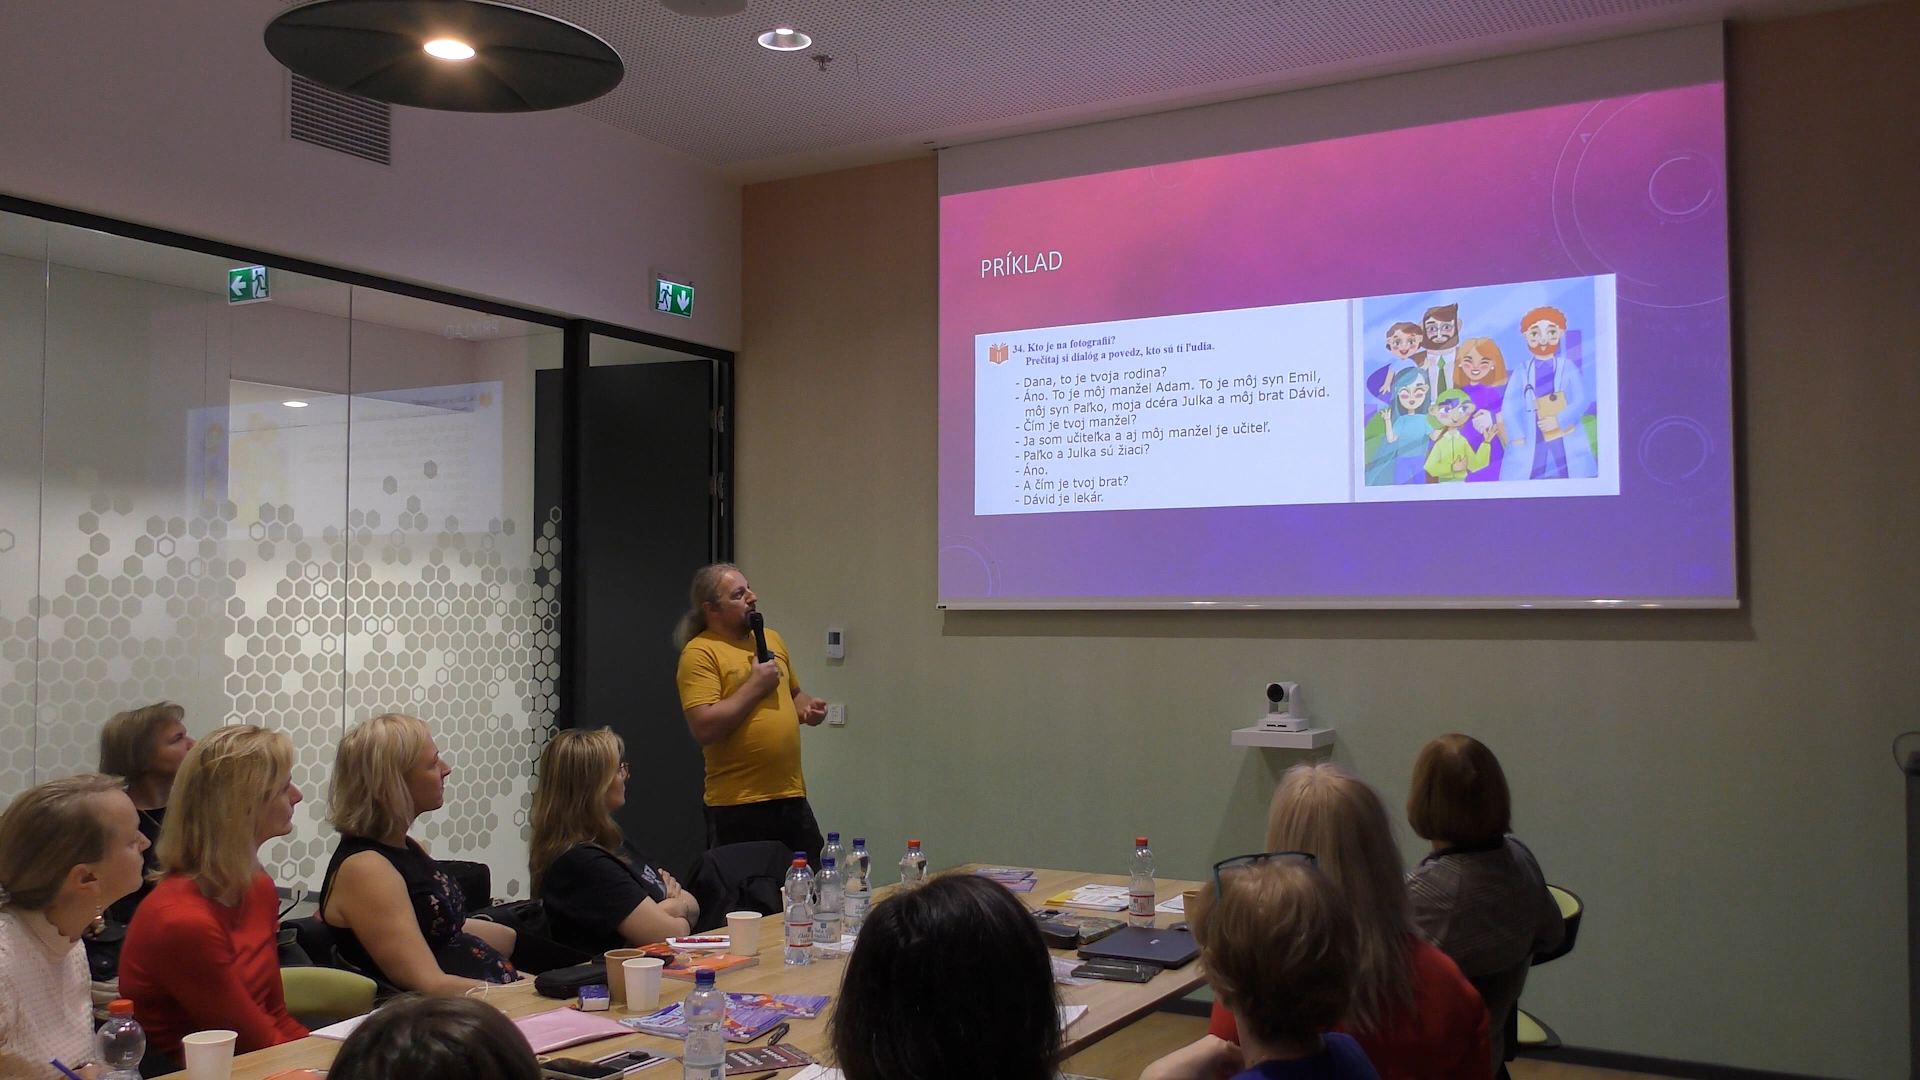 PRÍKLAD
34. Kto je na fotografii?
Prečítaj si dialóg a povedz, kto sú tí ľudia.
- Dana, to je tvoja rodina?
- Áno. To je môj manžel Adam. To je môj syn Emil,
môj syn Paľko, moja dcéra Julka a môj brat Dávid.
- Čím je tvoj manžel?
- Ja som učiteľka a aj môj manžel je učiteľ.
- Paľko a Julka sú žiaci?
- Áno.
- A čím je tvoj brat?
- Dávid je lekár.